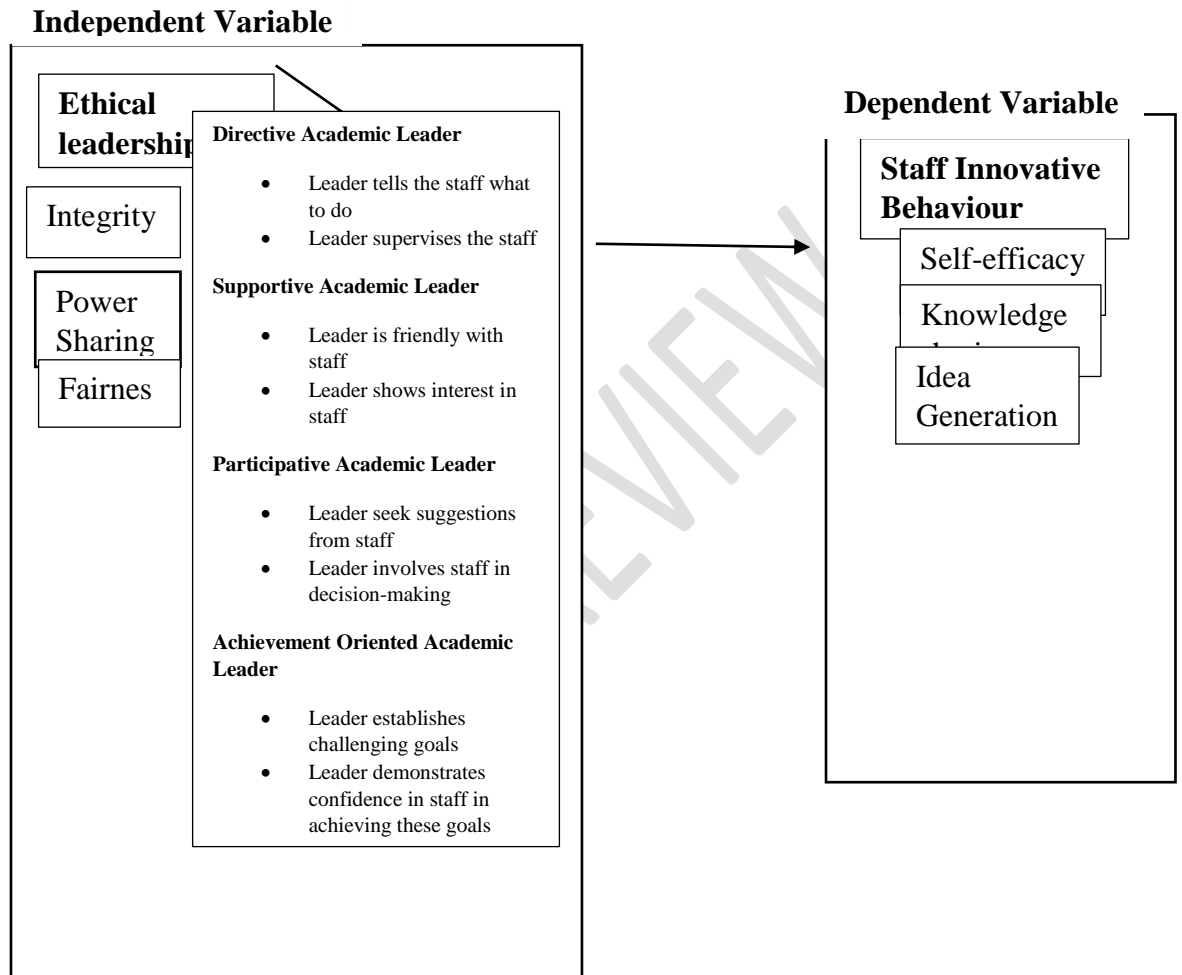 Independent Variable
Ethical
leadership
Integrity
Power
Sharing
Fairnes
Directive Academic Leader
• Leader tells the staff what
to do
• Leader supervises the staff
Supportive Academic Leader
• Leader is friendly with
staff
• Leader shows interest in
staff
Participative Academic Leader
• Leader seek suggestions
from staff
• Leader involves staff in
decision-making
Achievement Oriented Academic
Leader
• Leader establishes
challenging goals
• Leader demonstrates
confidence in staff in
achieving these goals
Dependent Variable
Staff Innovative
Behaviour
Self-efficacy
Knowledge
Idea
Generation